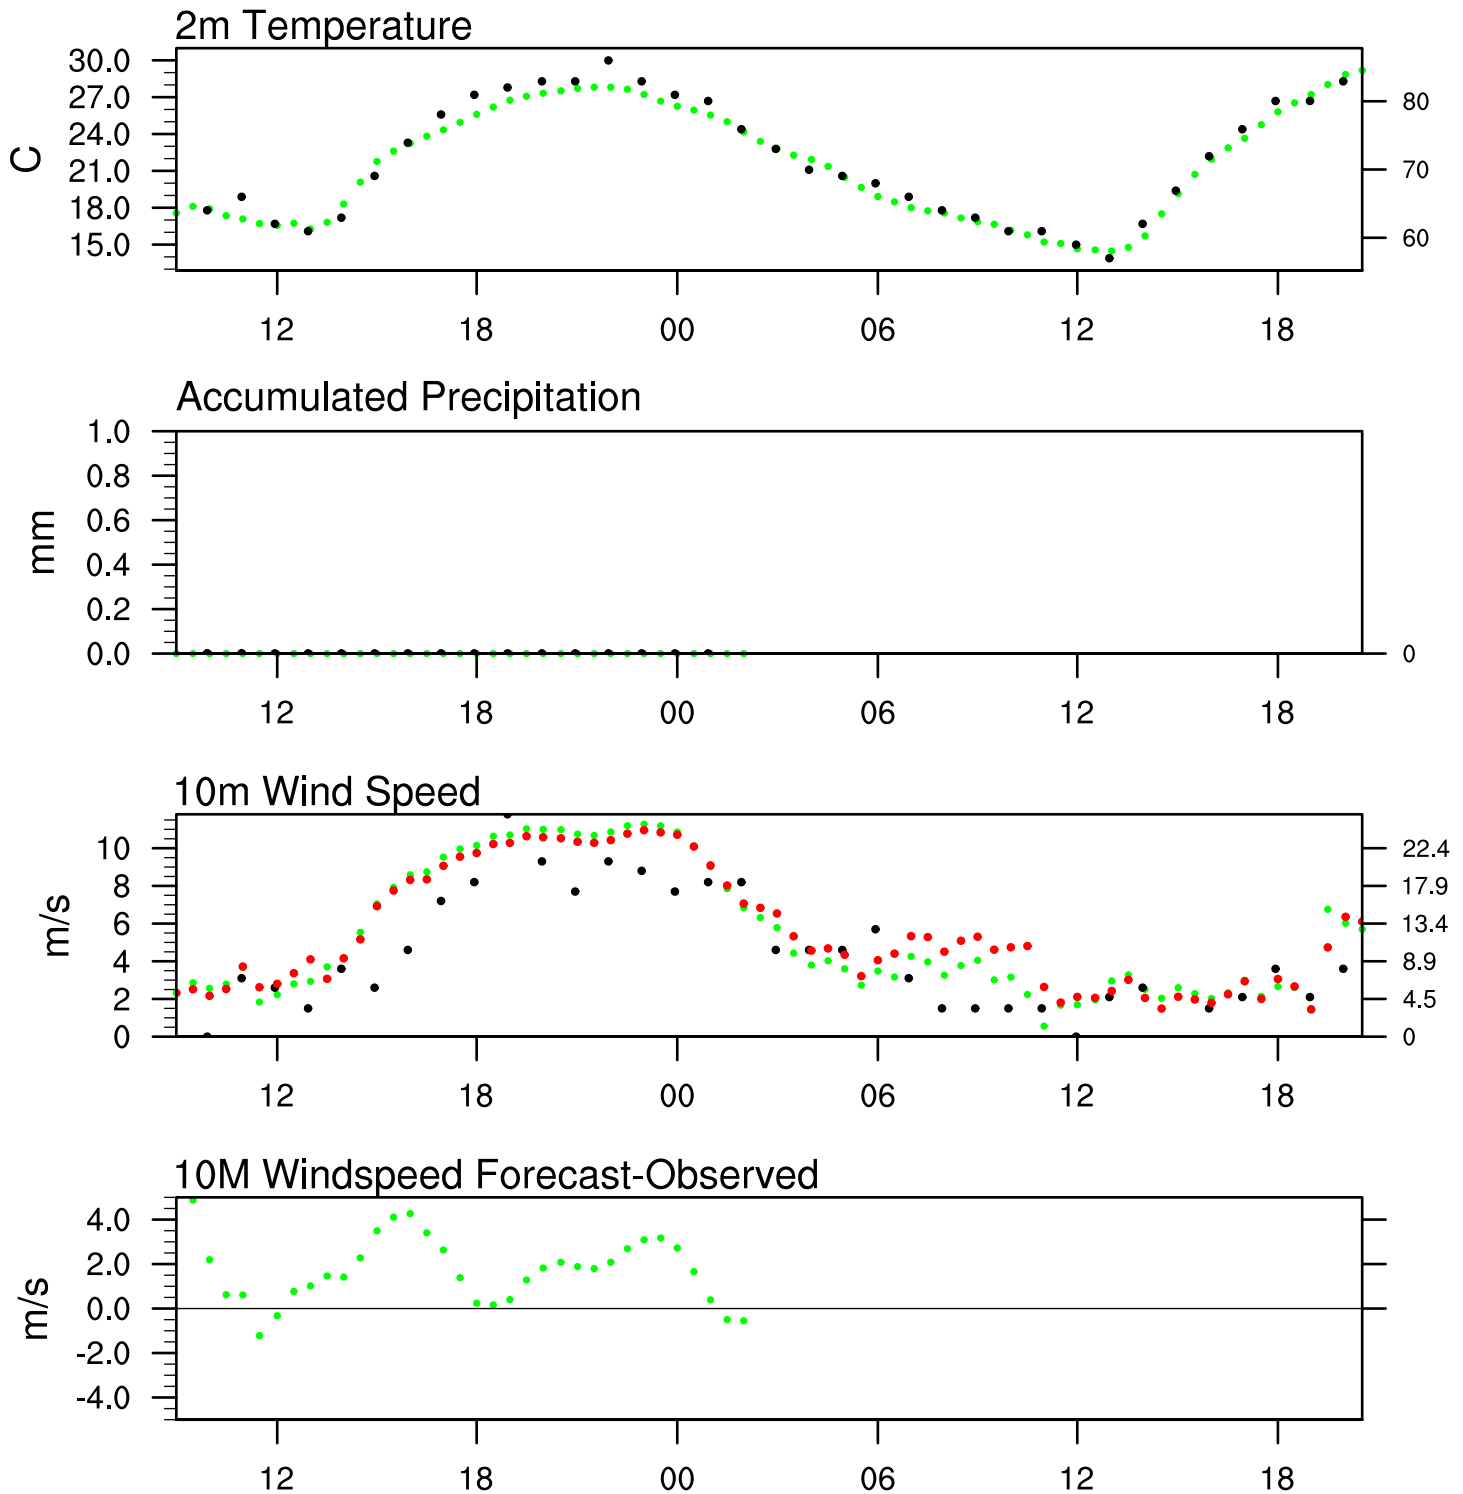 2m Temperature
30.0
27.0
24.0
21.0
18.0
15.0
C
80
70
60
12 18 00 06 12 18
Accumulated Precipitation
1.0
0.8
0.6
0.4
0.2
0.0
mm
0
12 18 00 06 12 18
10m Wind Speed
10
8
6
4
2
0
m/s
22.4
17.9
13.4
8.9
4.5
0
12 18 00 06 12 18
10M Windspeed Forecast-Observed
4.0
2.0
0.0
-2.0
-4.0
m/s
12 18 00 06 12 18